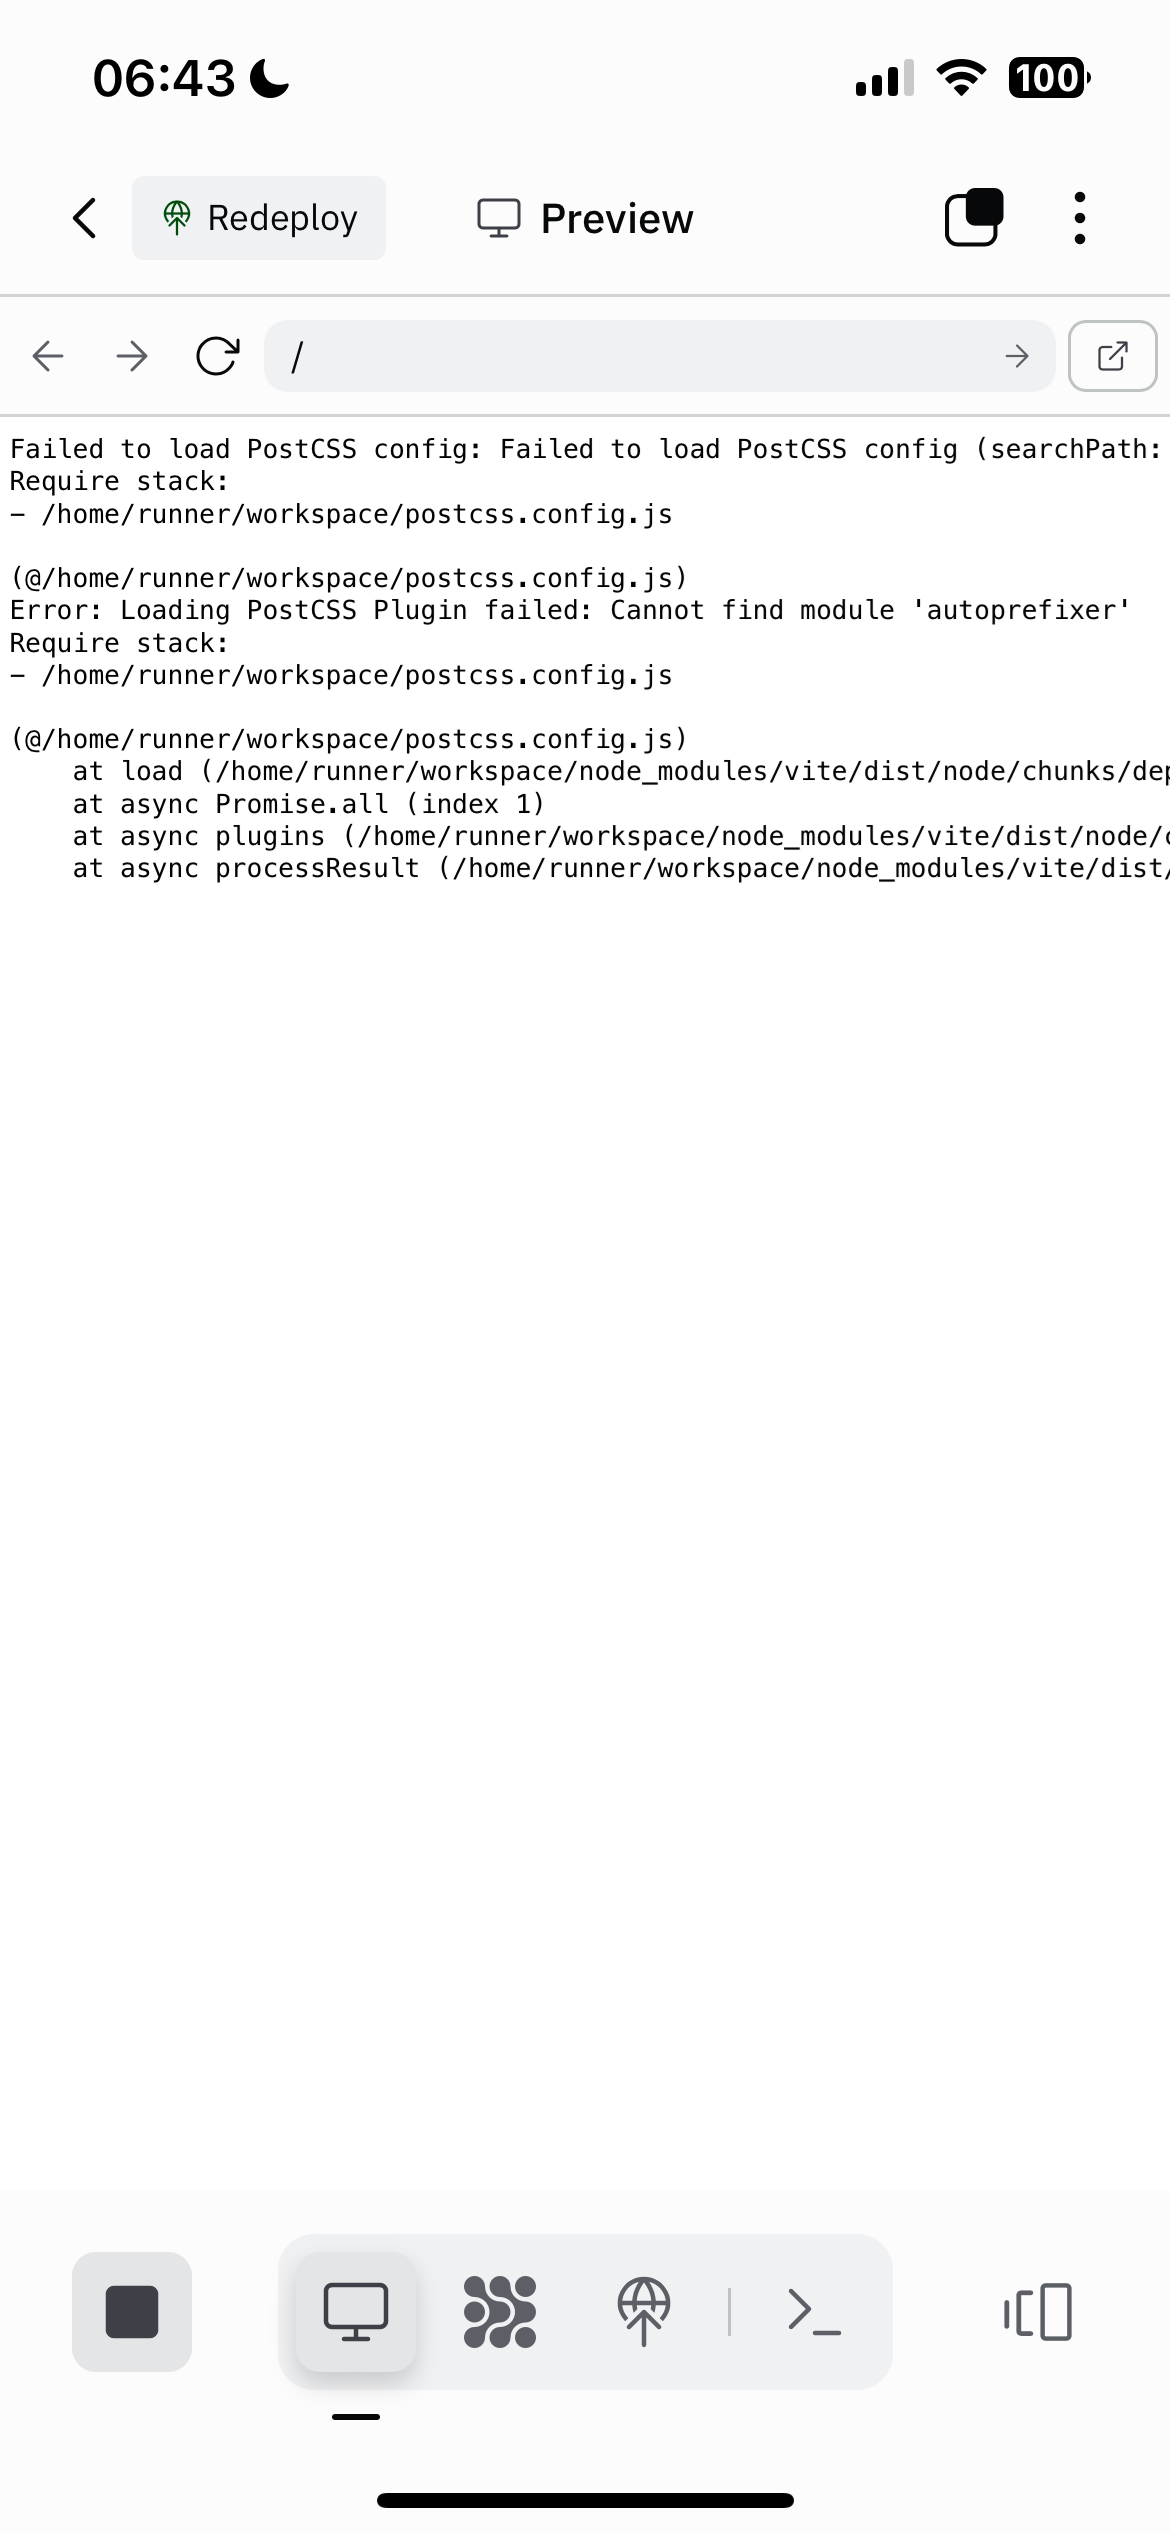 06:43
100
Redeploy
Preview
/
Failed to load PostCSS config: Failed to load PostCSS config (searchPath:
Require stack:
- /home/runner/workspace/postcss.config.js
(@/home/runner/workspace/postcss.config.js)
Error: Loading PostCSS Plugin failed: Cannot find module 'autoprefixer'
Require stack:
- /home/runner/workspace/postcss.config.js
(@/home/runner/workspace/postcss.config.js)
at load (/home/runner/workspace/node_modules/vite/dist/node/chunks/dep
at async Promise.all (index 1)
at async plugins (/home/runner/workspace/node_modules/vite/dist/node/c
at async processResult (/home/runner/workspace/node_modules/vite/dist/